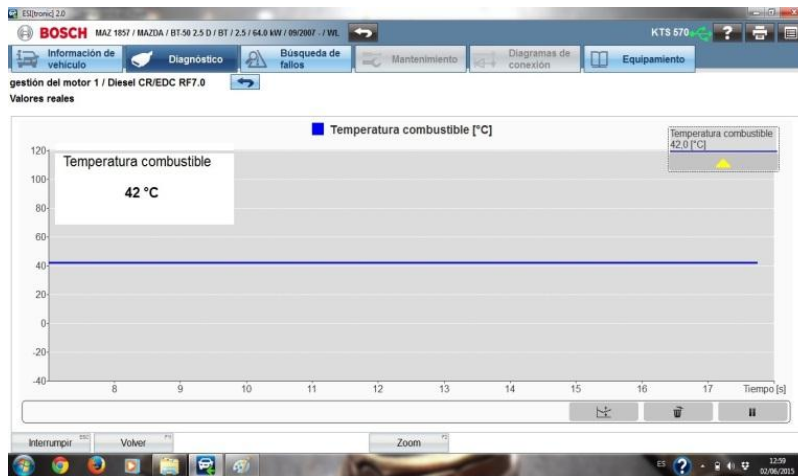 ESI[tronic] 2.0
BOSCH MAZ 1857 / MAZDA / BT-50 2.5 D / BT / 2.5 / 64.0 kW / 09/2007 - / WL
KTS 570
?
Información de vehículo
Diagnóstico
Búsqueda de fallos
Mantenimiento
Diagramas de conexión
Equipamiento
gestión del motor 1 / Diesel CR/EDC RF7.0
Valores reales
Temperatura combustible [°C]
Temperatura combustible
42,0 [°C]
Temperatura combustible
42 °C
120
100
80
60
40
20
0
-20
-40
8 9 10 11 12 13 14 15 16 17 Tiempo [s]
Interrumpir ESC
Volver
Zoom
ES
?
12:59
02/06/2015